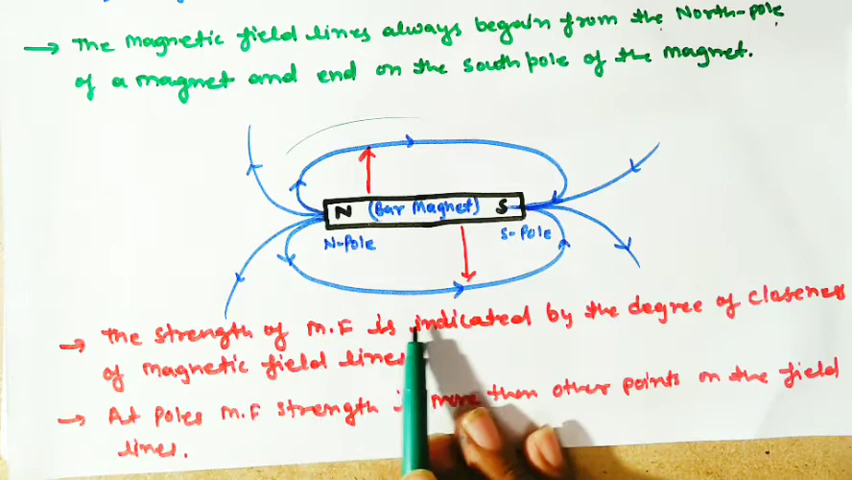 → The magnetic field lines always begain from the North-pole
of a magnet and end on the south pole of the magnet.
N (Bar Magnet) S
N-Pole S-Pole
→ The strength of M.F is indicated by the degree of closeness
of magnetic field lines
→ At poles M.F strength more then other points on the field
lines.